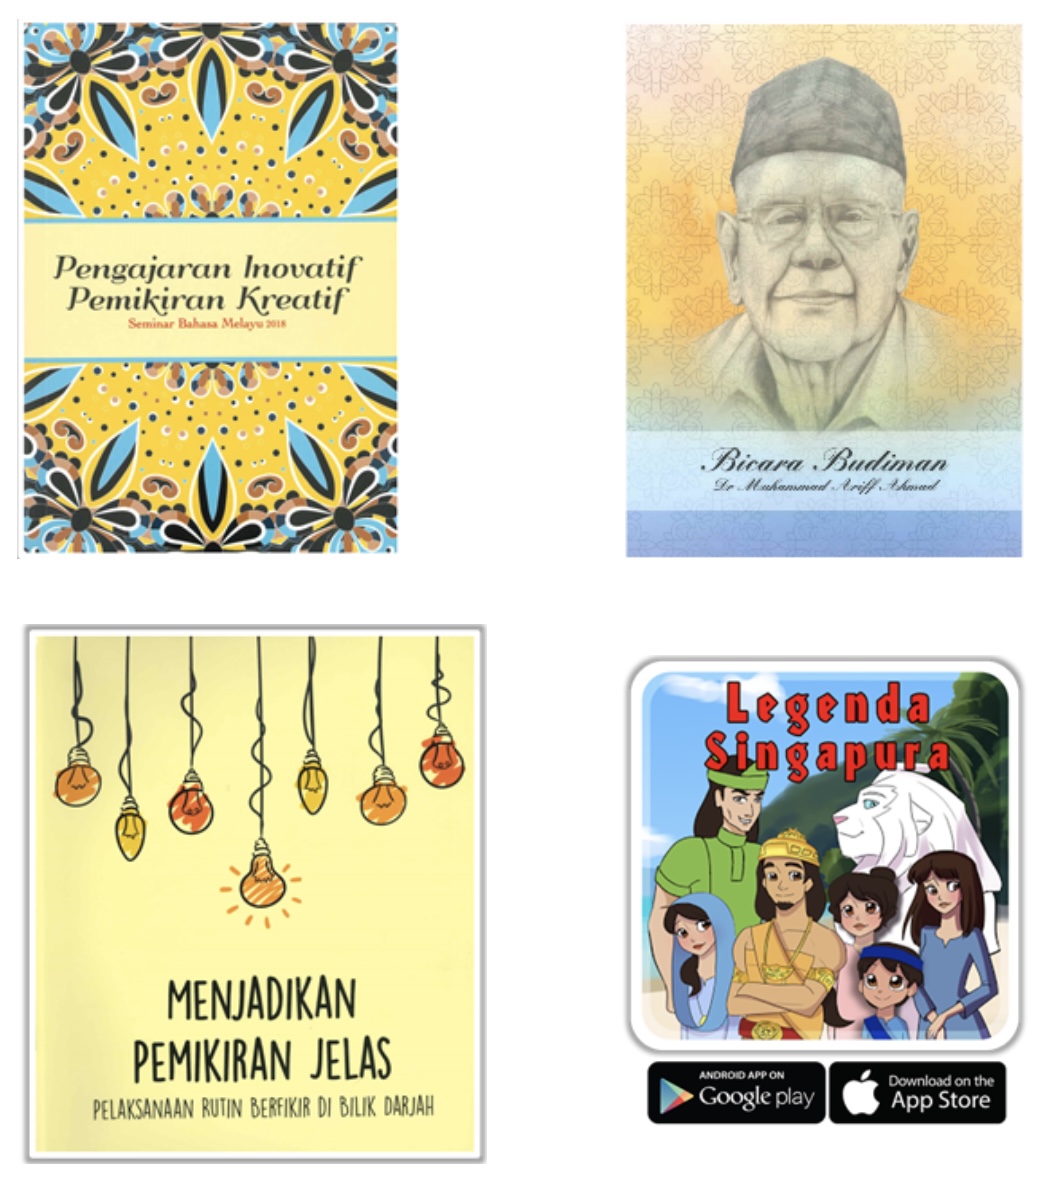 Pengajaran Inovatif
Pemikiran Kreatif
Seminar Bahasa Melayu 2018
Bicara Budiman
Dr Muhammad Ariff Ahmad
MENJADIKAN
PEMIKIRAN JELAS
PELAKSANAAN RUTIN BERFIKIR DI BILIK DARJAH
Legenda
Singapura
ANDROID APP ON
Google play
Download on the
App Store